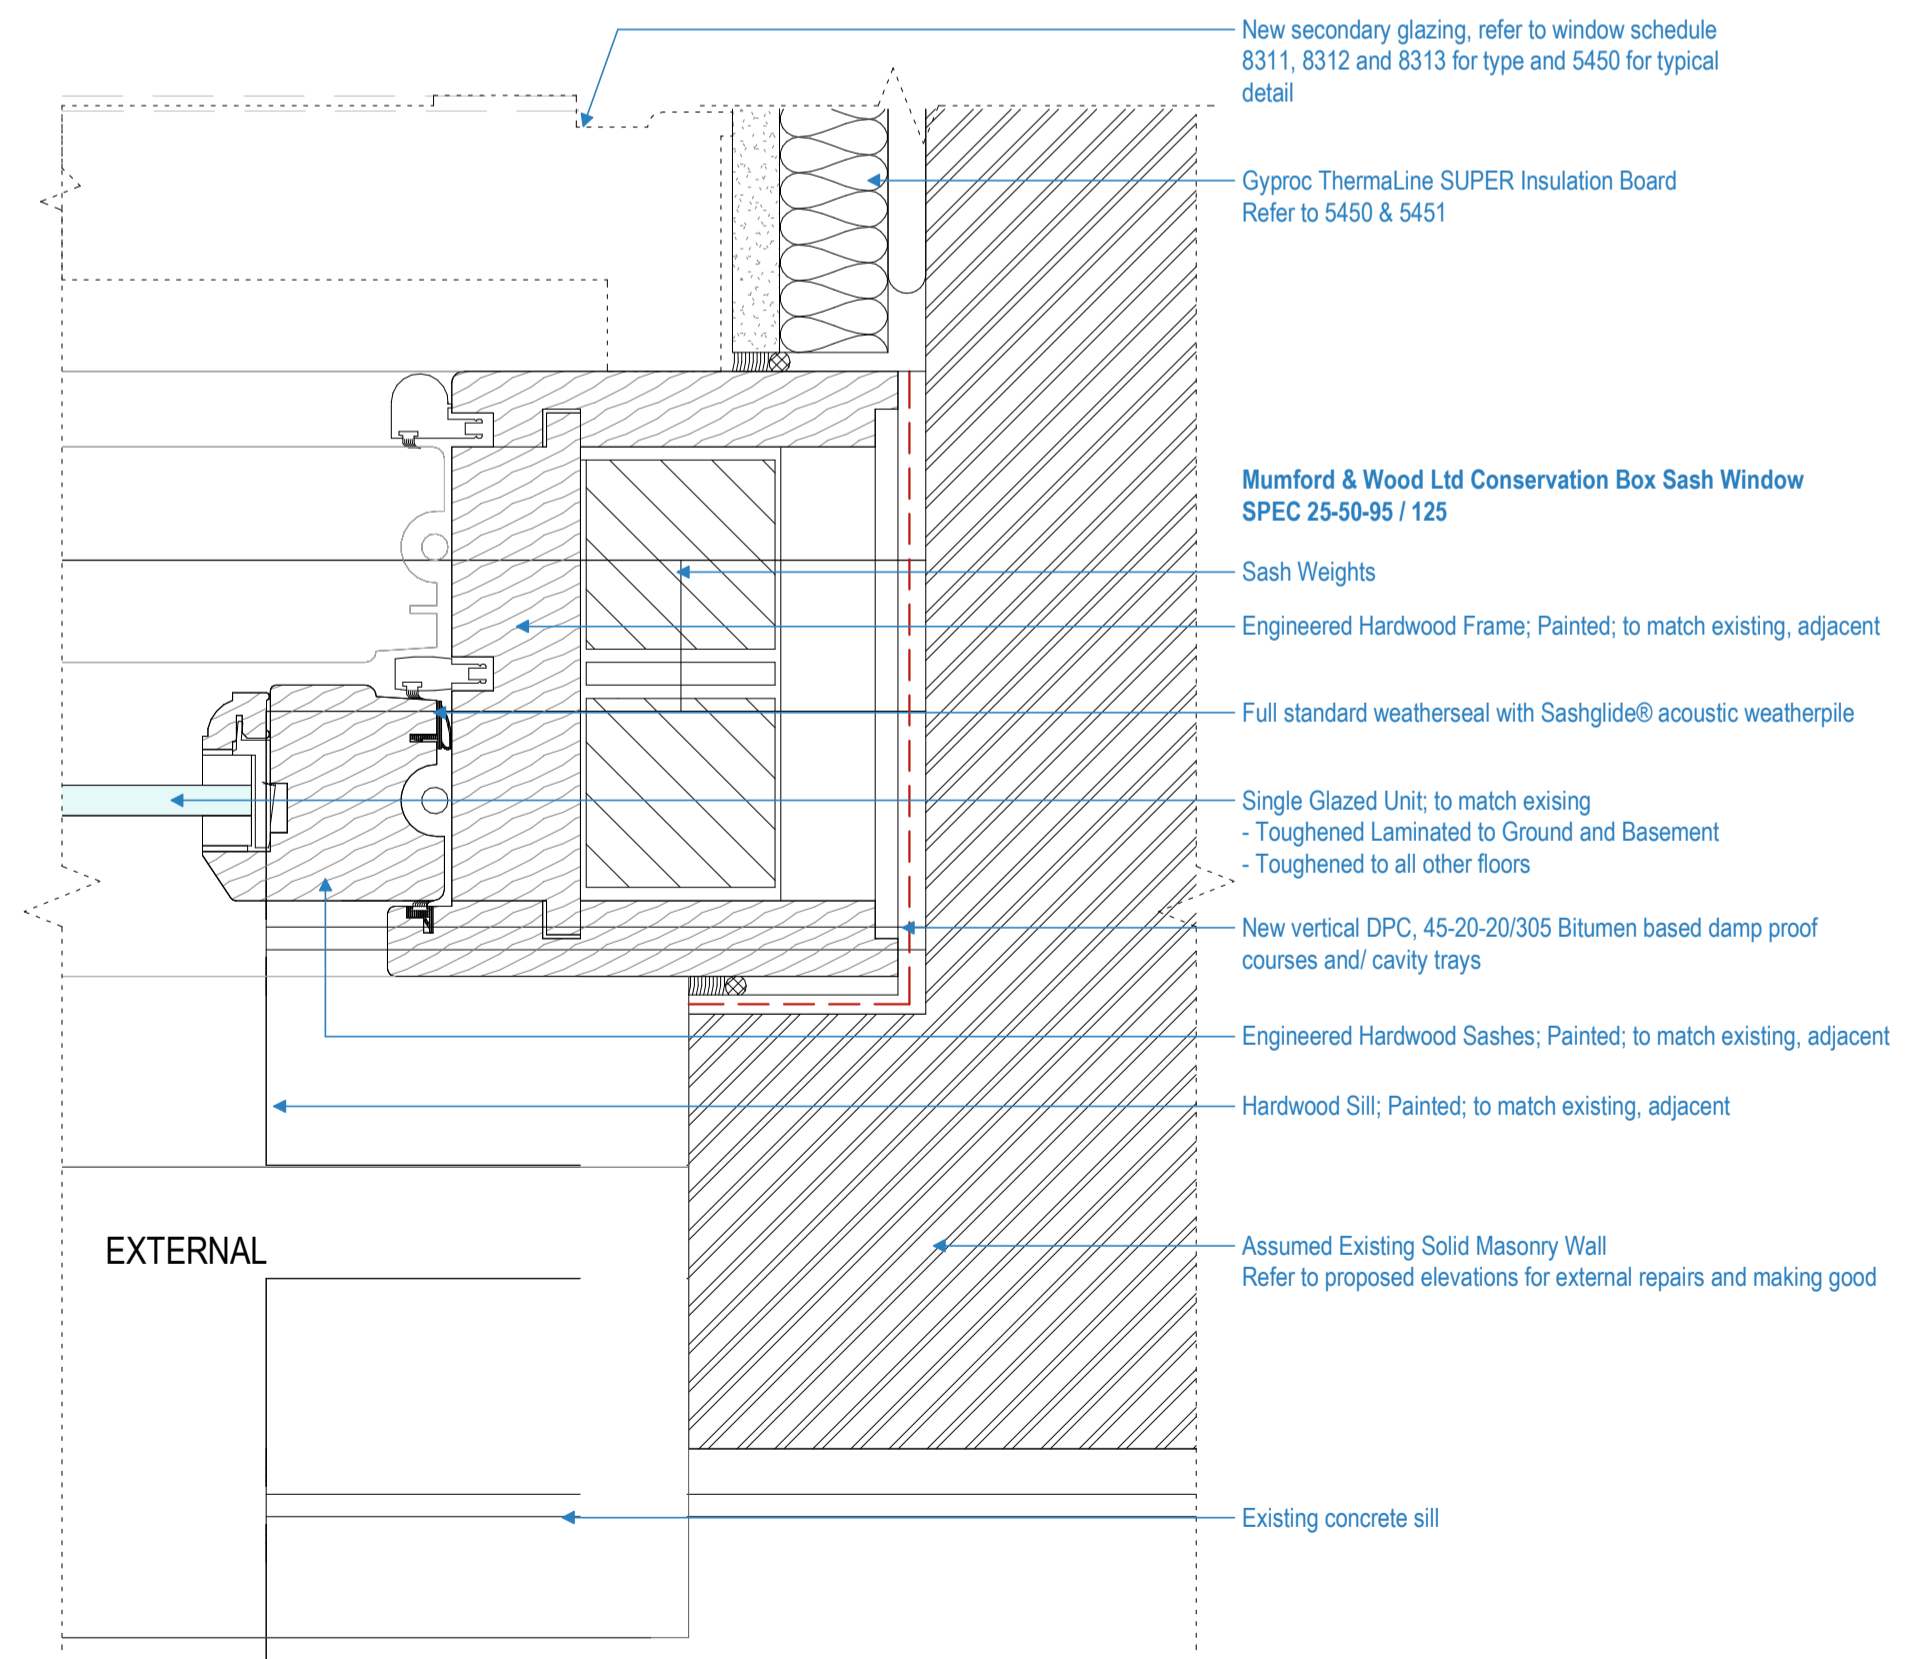 New secondary glazing, refer to window schedule
8311, 8312 and 8313 for type and 5450 for typical
detail
Gyproc ThermaLine SUPER Insulation Board
Refer to 5450 & 5451
Mumford & Wood Ltd Conservation Box Sash Window
SPEC 25-50-95 / 125
Sash Weights
Engineered Hardwood Frame; Painted; to match existing, adjacent
Full standard weatherseal with Sashglide® acoustic weatherpile
Single Glazed Unit; to match exising
- Toughened Laminated to Ground and Basement
- Toughened to all other floors
New vertical DPC, 45-20-20/305 Bitumen based damp proof
courses and/ cavity trays
Engineered Hardwood Sashes; Painted; to match existing, adjacent
Hardwood Sill; Painted; to match existing, adjacent
EXTERNAL
Assumed Existing Solid Masonry Wall
Refer to proposed elevations for external repairs and making good
Existing concrete sill